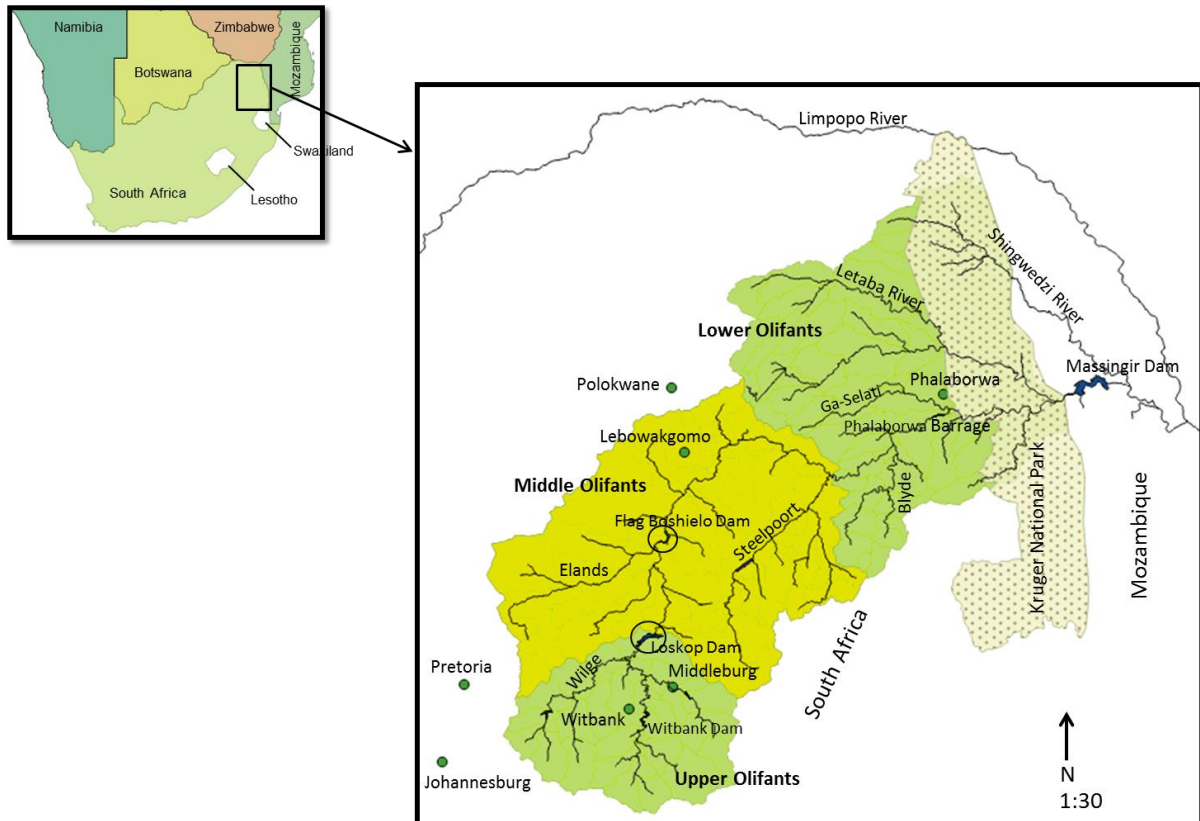 Namibia
Zimbabwe
Botswana
Mozambique
Swaziland
South Africa
Lesotho
Limpopo River
Shingwedzi River
Letaba River
Lower Olifants
Massingir Dam
Polokwane
Phalaborwa
Ga-Selati
Phalaborwa Barrage
Lebowakgomo
Middle Olifants
Blyde
Kruger National Park
Mozambique
Flag Boshielo Dam
Steelpoort
Elands
Loskop Dam
South Africa
Pretoria
Wilge
Middleburg
Witbank
Witbank Dam
Johannesburg
Upper Olifants
N
1:30